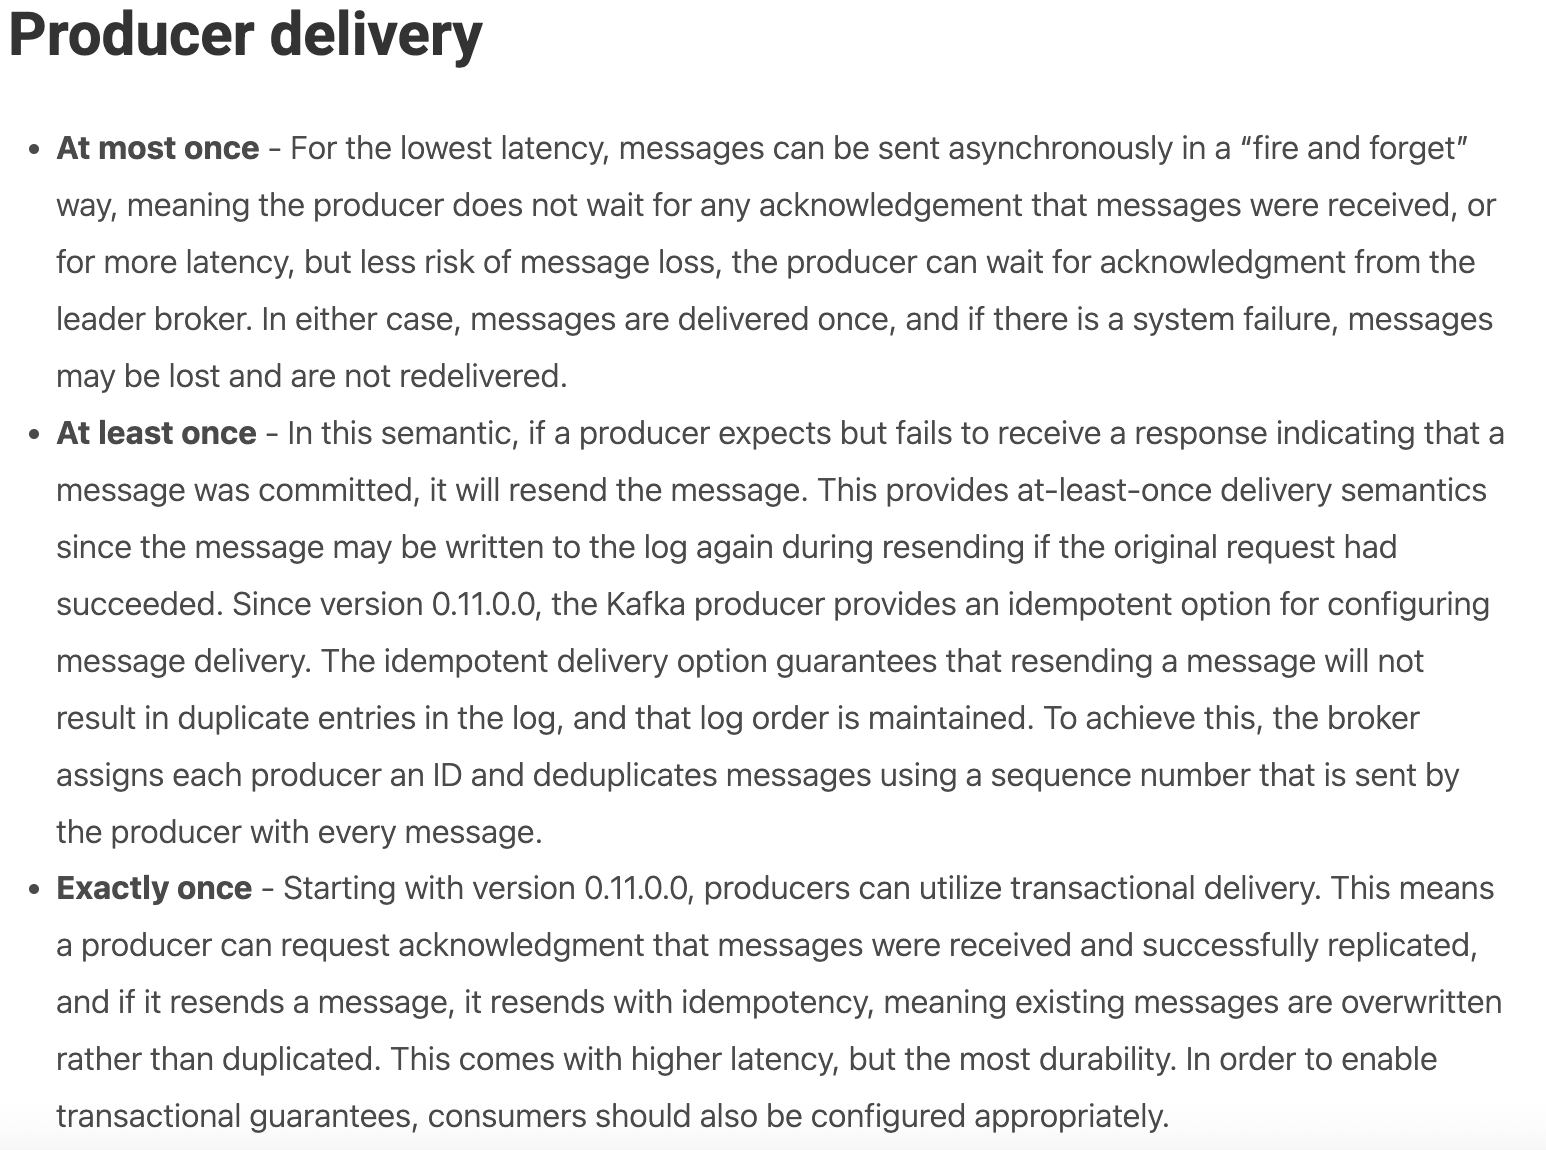 Producer delivery
• At most once - For the lowest latency, messages can be sent asynchronously in a “fire and forget”
way, meaning the producer does not wait for any acknowledgement that messages were received, or
for more latency, but less risk of message loss, the producer can wait for acknowledgment from the
leader broker. In either case, messages are delivered once, and if there is a system failure, messages
may be lost and are not redelivered.
• At least once - In this semantic, if a producer expects but fails to receive a response indicating that a
message was committed, it will resend the message. This provides at-least-once delivery semantics
since the message may be written to the log again during resending if the original request had
succeeded. Since version 0.11.0.0, the Kafka producer provides an idempotent option for configuring
message delivery. The idempotent delivery option guarantees that resending a message will not
result in duplicate entries in the log, and that log order is maintained. To achieve this, the broker
assigns each producer an ID and deduplicates messages using a sequence number that is sent by
the producer with every message.
• Exactly once - Starting with version 0.11.0.0, producers can utilize transactional delivery. This means
a producer can request acknowledgment that messages were received and successfully replicated,
and if it resends a message, it resends with idempotency, meaning existing messages are overwritten
rather than duplicated. This comes with higher latency, but the most durability. In order to enable
transactional guarantees, consumers should also be configured appropriately.